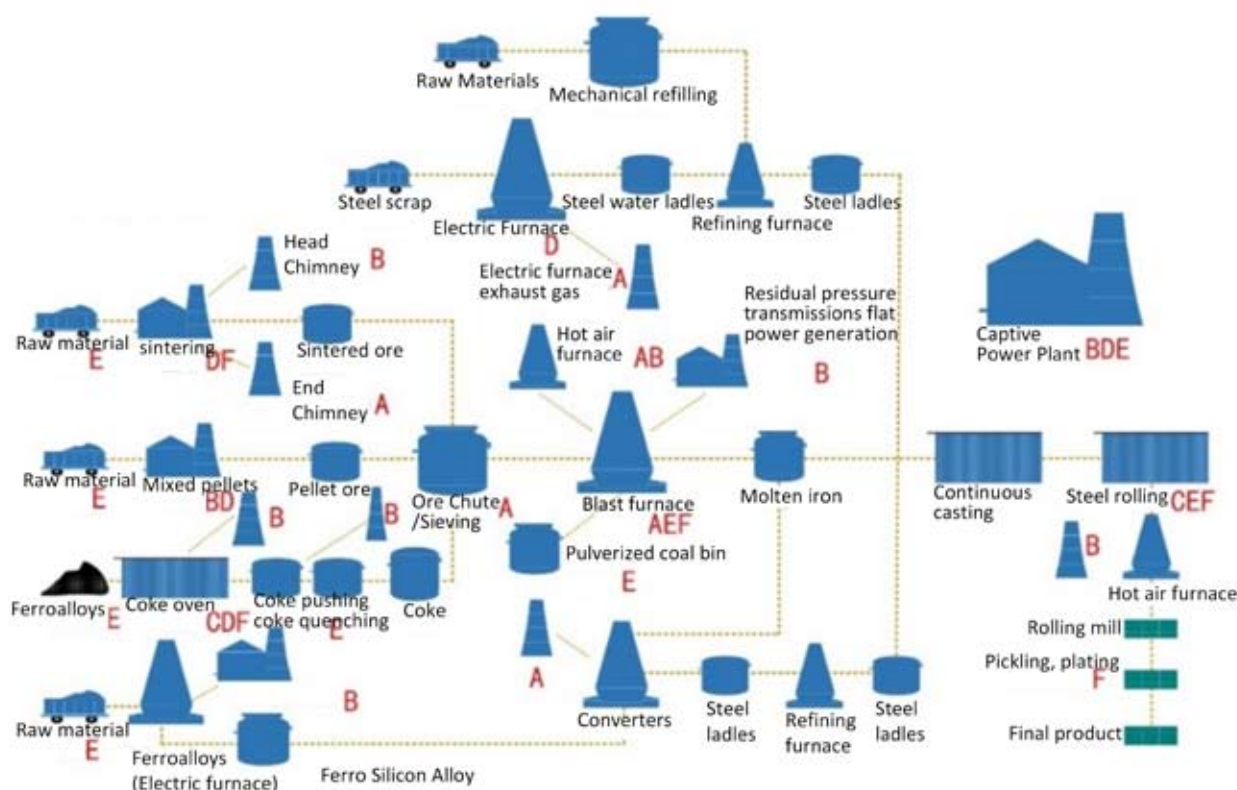 Raw Materials
Mechanical refilling
Steel scrap
Electric Furnace
Steel water ladles
Refining furnace
Steel ladles
D
Head
Chimney
B
Electric furnace
exhaust gas
A
Residual pressure
transmissions flat
power generation
B
Captive
Power Plant
BDE
Raw material
E
sintering
DF
Sintered ore
Hot air
furnace
AB
End
Chimney
A
Raw material
E
Mixed pellets
BD
Pellet ore
Ore Chute
/Sieving
A
Blast furnace
AEF
Molten iron
Continuous
casting
Steel rolling
CEF
B
B
Pulverized coal bin
E
B
Hot air furnace
Ferroalloys
E
Coke oven
CDF
Coke pushing
coke quenching
E
Coke
Rolling mill
Pickling, plating
F
Final product
A
Converters
Steel
ladles
Refining
furnace
Steel
ladles
Raw material
E
B
Ferroalloys
(Electric furnace)
Ferro Silicon Alloy